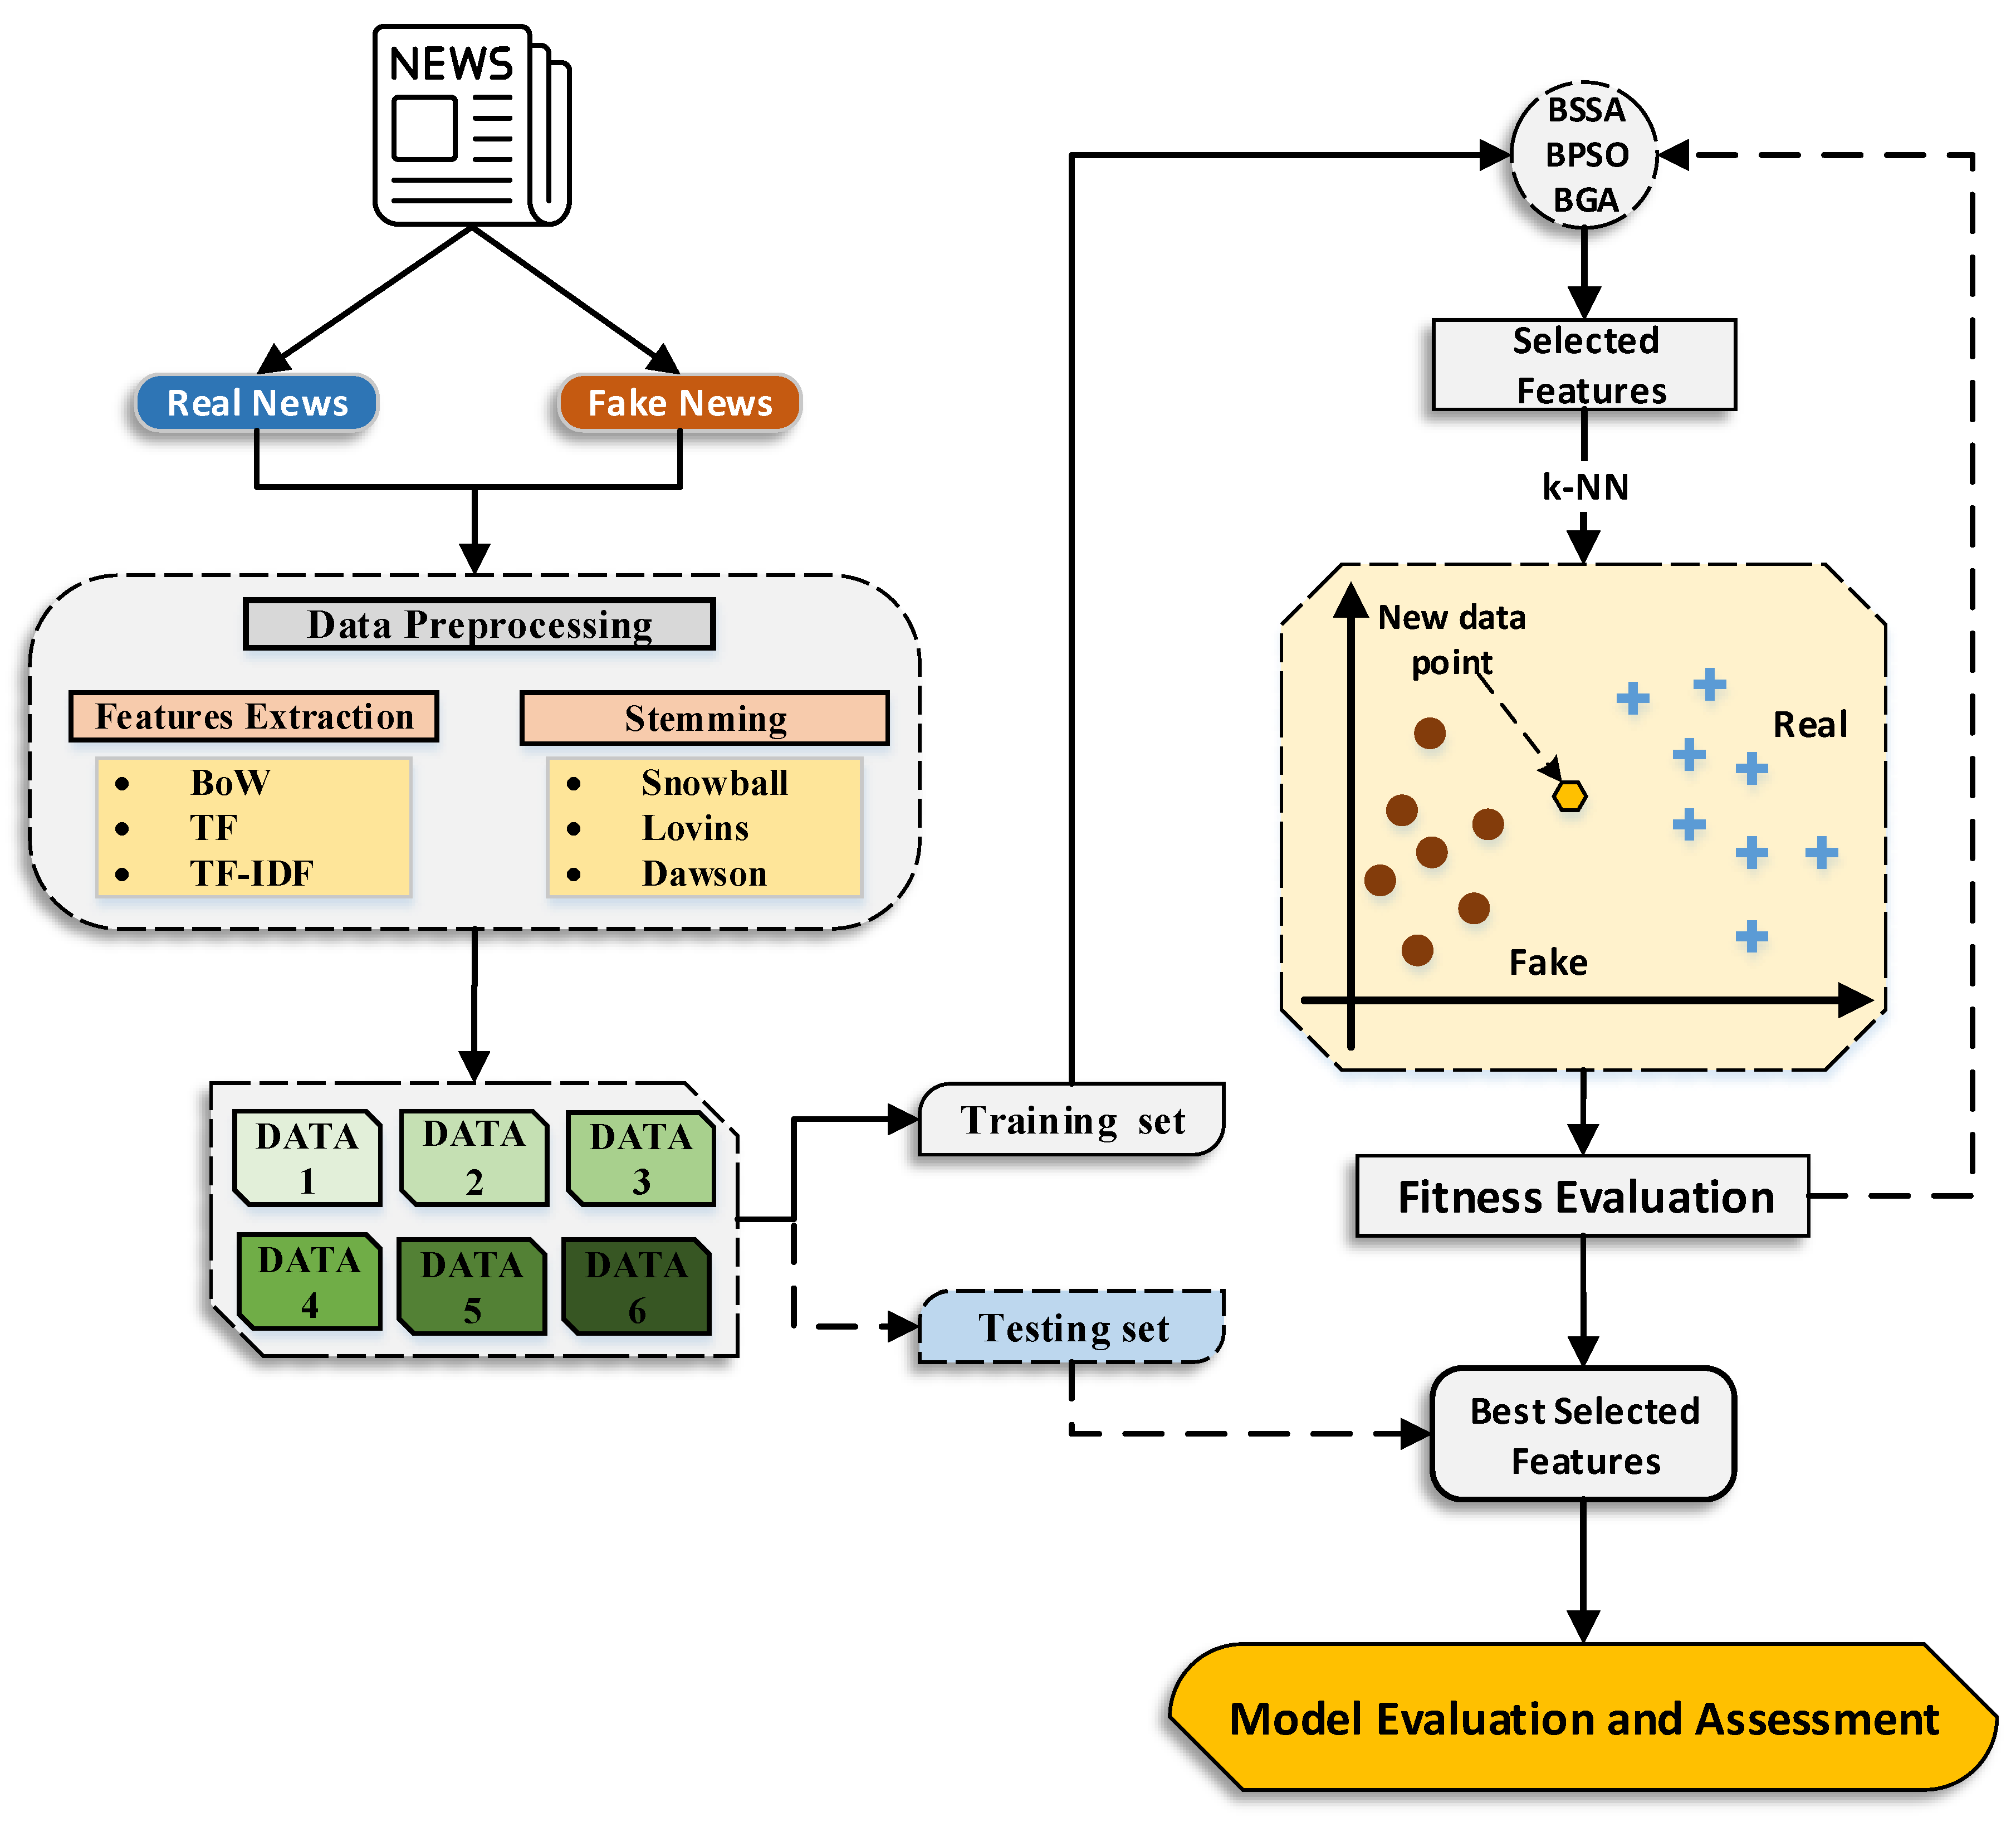 NEWS
Real News
Fake News
Data Preprocessing
Features Extraction
• BoW
• TF
• TF-IDF
Stemming
• Snowball
• Lovins
• Dawson
DATA
1
DATA
2
DATA
3
DATA
4
DATA
5
DATA
6
Training set
Testing set
BSSA
BPSO
BGA
Selected
Features
k-NN
New data
point
Real
Fake
Fitness Evaluation
Best Selected
Features
Model Evaluation and Assessment